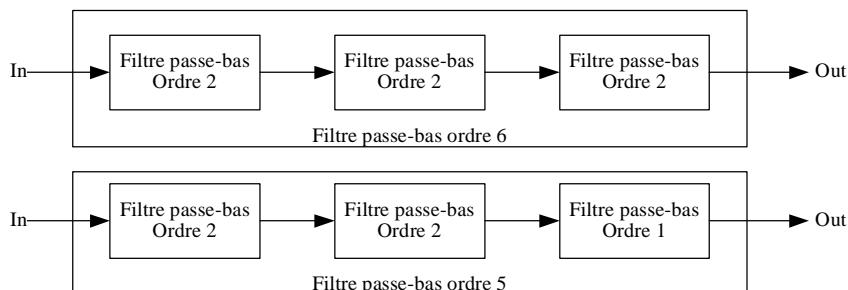 In
Filtre passe-bas
Ordre 2
Filtre passe-bas
Ordre 2
Filtre passe-bas
Ordre 2
Out
Filtre passe-bas ordre 6
In
Filtre passe-bas
Ordre 2
Filtre passe-bas
Ordre 2
Filtre passe-bas
Ordre 1
Out
Filtre passe-bas ordre 5